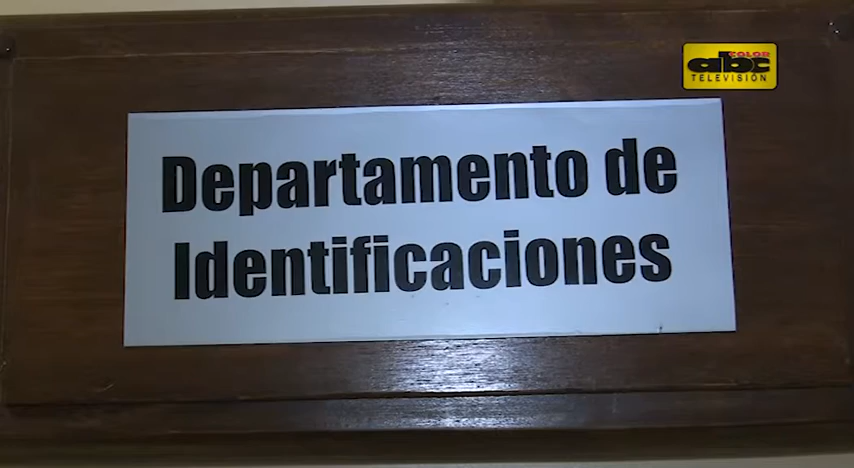 COLOR
abc
TELEVISIÓN
Departamento de
Identificaciones